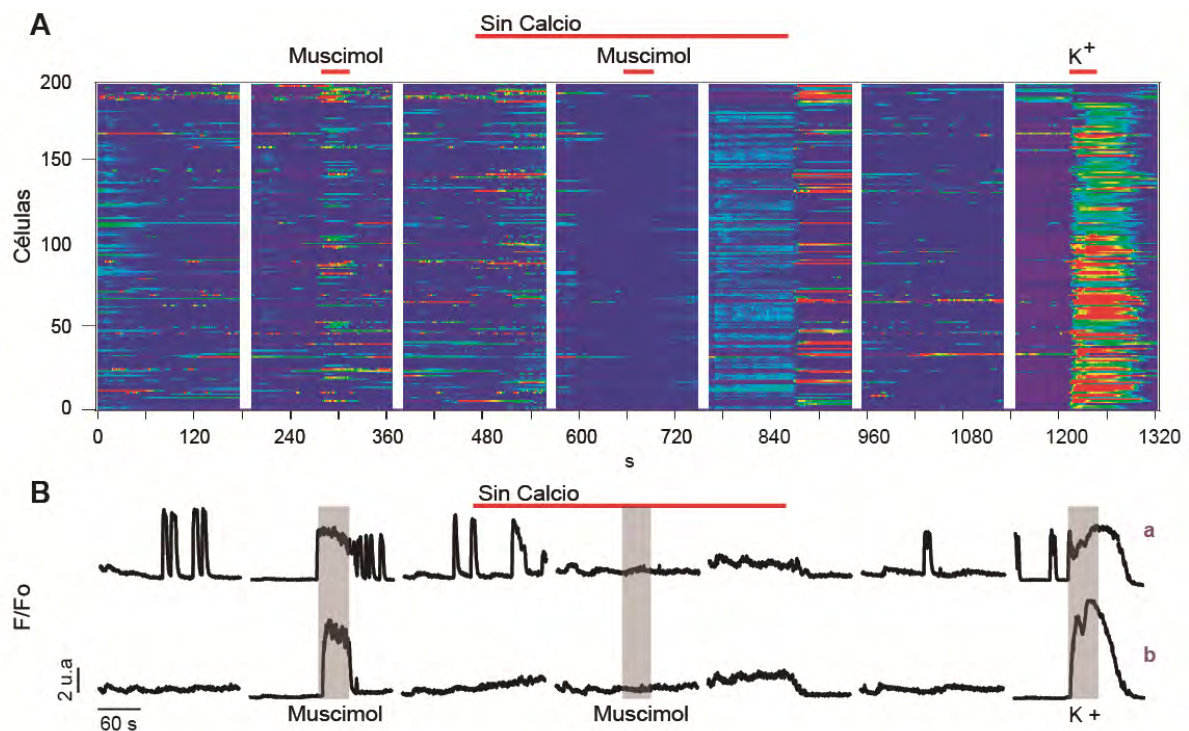 A
Sin Calcio
Muscimol Muscimol K+
200
150
100
50
0
Células
0 120 240 360 480 600 720 840 960 1080 1200 1320
s
B
Sin Calcio
a
b
F/Fo
2 u.a
60 s
Muscimol Muscimol K +